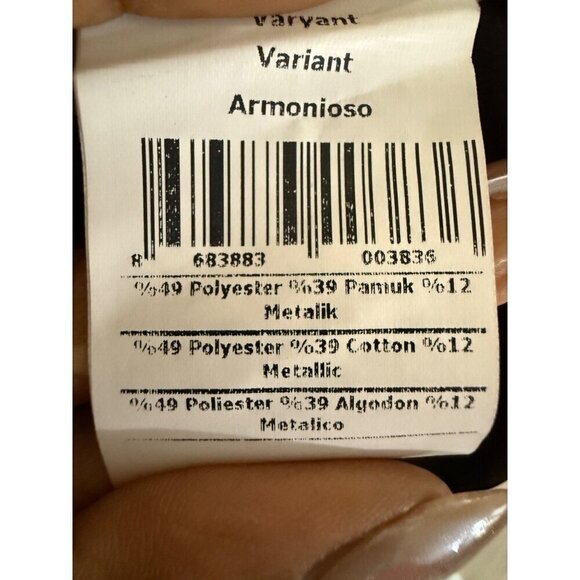 Varyant
Variant
Armonioso
8 683883 003836
%49 Polyester %39 Pamuk %12
Metalik
%49 Polyester %39 Cotton %12
Metallic
%49 Poliester %39 Algodon %12
Metalico